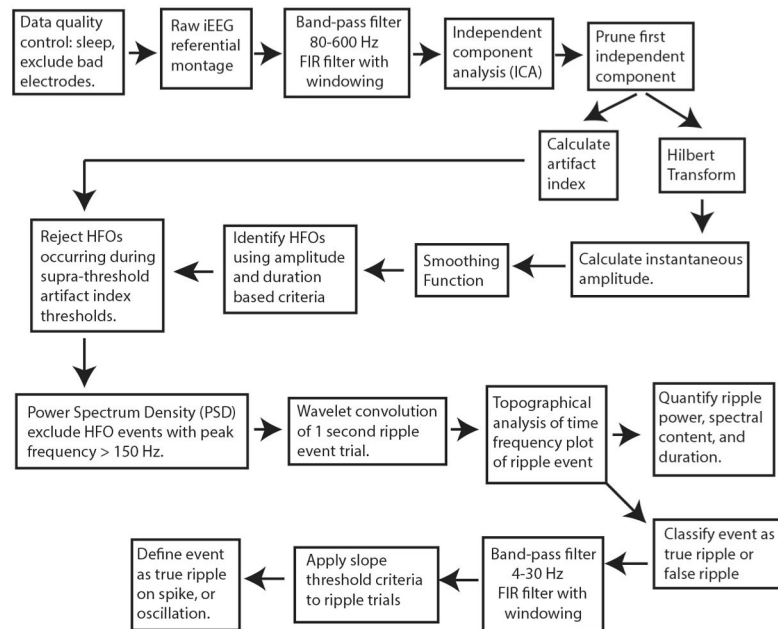 Data quality
control: sleep,
exclude bad
electrodes.
Raw iEEG
referential
montage
Band-pass filter
80-600 Hz
FIR filter with
windowing
Independent
component
analysis (ICA)
Prune first
independent
component
Calculate
artifact
index
Hilbert
Transform
Reject HFOs
occurring during
supra-threshold
artifact index
thresholds.
Identify HFOs
using amplitude
and duration
based criteria
Smoothing
Function
Calculate instantaneous
amplitude.
Power Spectrum Density (PSD)
exclude HFO events with peak
frequency > 150 Hz.
Wavelet convolution
of 1 second ripple
event trial.
Topographical
analysis of time
frequency plot
of ripple event
Quantify ripple
power, spectral
content, and
duration.
Define event
as true ripple
on spike, or
oscillation.
Apply slope
threshold criteria
to ripple trials
Band-pass filter
4-30 Hz
FIR filter with
windowing
Classify event as
true ripple or
false ripple